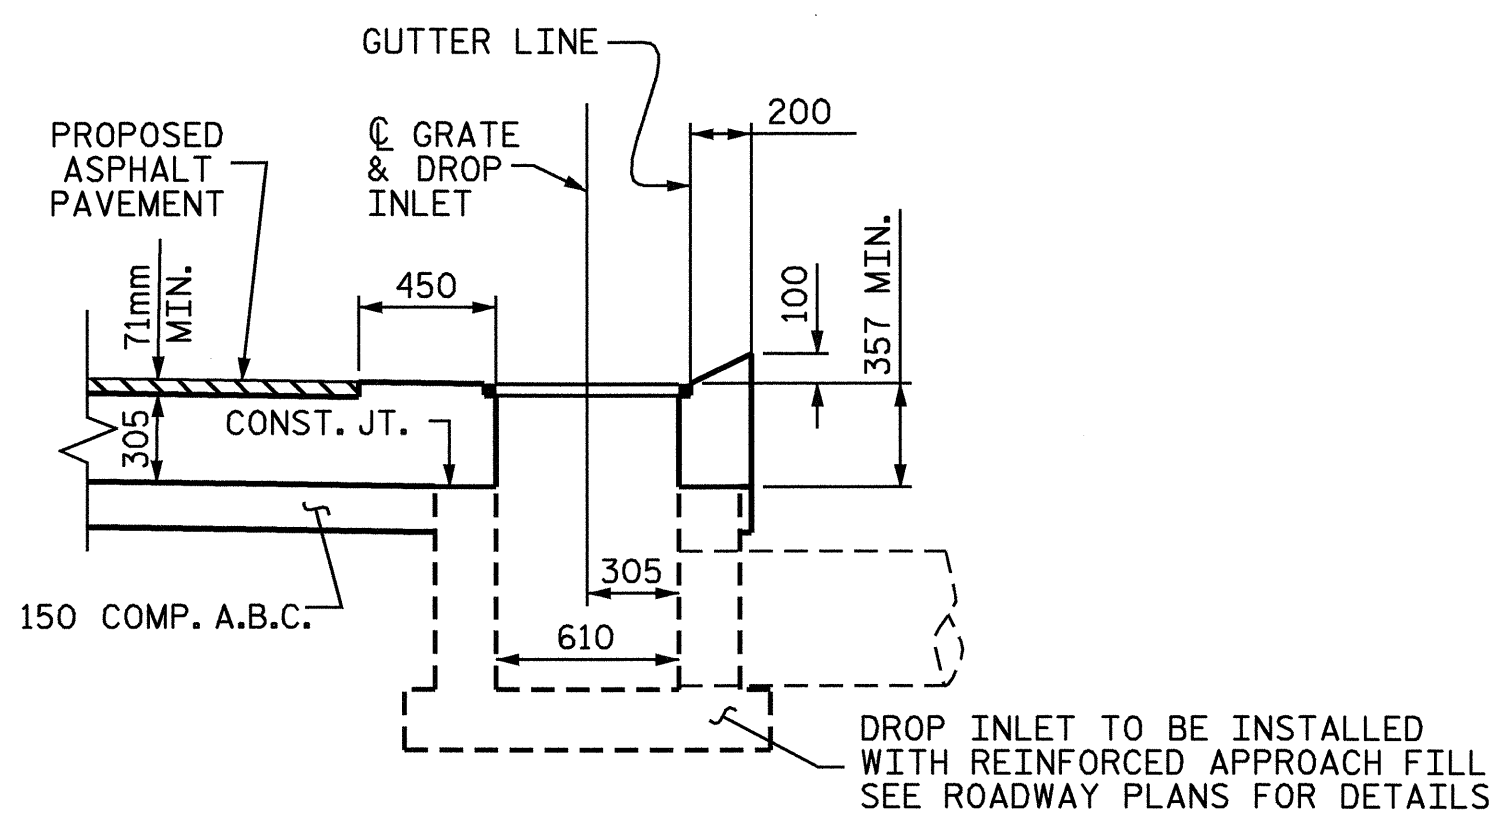 GUTTER LINE
200
PROPOSED
ASPHALT
PAVEMENT
℄ GRATE
& DROP
INLET
71mm
MIN.
450
100
357 MIN.
305
CONST. JT.
305
150 COMP. A.B.C.
610
DROP INLET TO BE INSTALLED
WITH REINFORCED APPROACH FILL
SEE ROADWAY PLANS FOR DETAILS